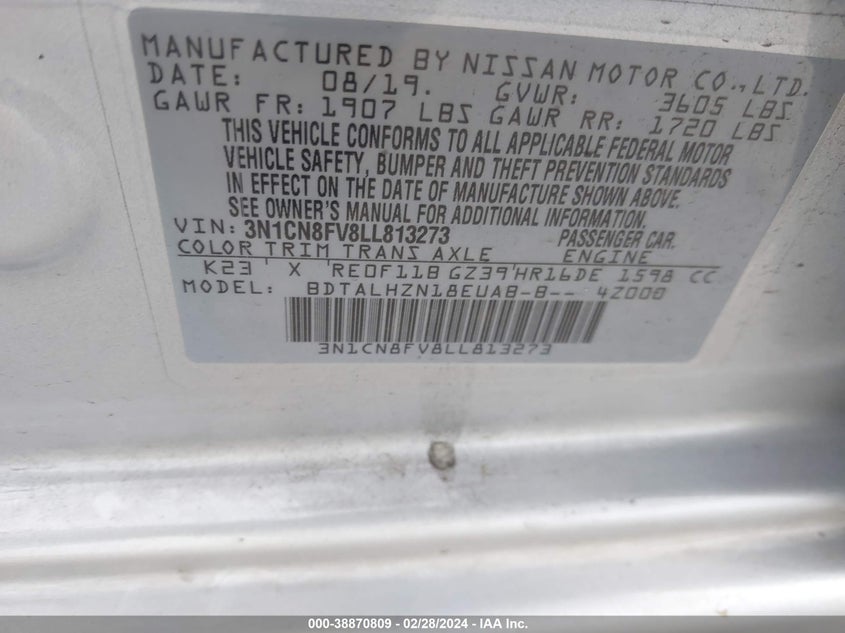 MANUFACTURED BY NISSAN MOTOR CO., LTD.
DATE: 08/19. GVWR: 3605 LBS
GAWR FR: 1907 LBS GAWR RR: 1720 LBS
THIS VEHICLE CONFORMS TO ALL APPLICABLE FEDERAL MOTOR
VEHICLE SAFETY, BUMPER AND THEFT PREVENTION STANDARDS
IN EFFECT ON THE DATE OF MANUFACTURE SHOWN ABOVE.
SEE OWNER'S MANUAL FOR ADDITIONAL INFORMATION.
VIN: 3N1CN8FV8LL813273 PASSENGER CAR.
COLOR TRIM TRANS AXLE ENGINE
K23 ' X 'RE0F11B GZ39'HR16DE 1598 CC
MODEL: BDTALHZN18EUAB-B-- 4Z000
3N1CN8FV8LL813273
000-38870809 — 02/28/2024 — IAA Inc.